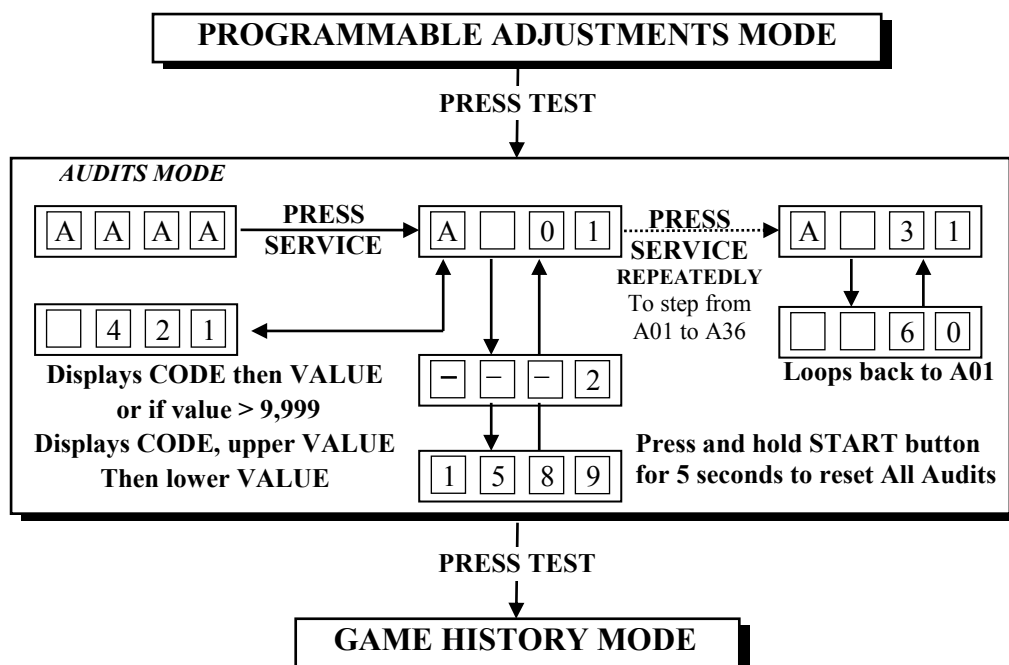 PROGRAMMABLE ADJUSTMENTS MODE
PRESS TEST
AUDITS MODE
A A A A
PRESS
SERVICE
A 0 1
PRESS
SERVICE
REPEATEDLY
To step from
A01 to A36
A 3 1
4 2 1
6 0
Displays CODE then VALUE
or if value > 9,999
Displays CODE, upper VALUE
Then lower VALUE
– – – 2
1 5 8 9
Loops back to A01
Press and hold START button
for 5 seconds to reset All Audits
PRESS TEST
GAME HISTORY MODE